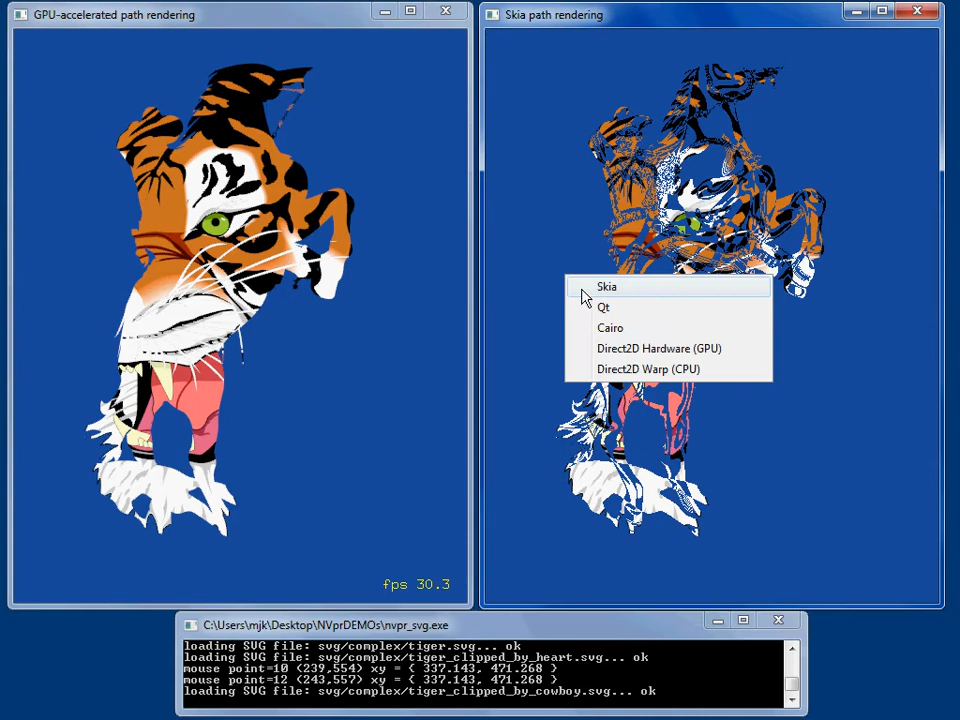 GPU-accelerated path rendering
Skia path rendering
Skia
Qt
Cairo
Direct2D Hardware (GPU)
Direct2D Warp (CPU)
fps 30.3
C:\Users\mjk\Desktop\NVprDEMOs\nvpr_svg.exe
loading SVG file: svg/complex/tiger.svg... ok
loading SVG file: svg/complex/tiger_clipped_by_heart.svg... ok
mouse point=10 (239,554) xy = { 337.143, 471.268 }
mouse point=12 (243,557) xy = { 337.143, 471.268 }
loading SVG file: svg/complex/tiger_clipped_by_cowboy.svg... ok